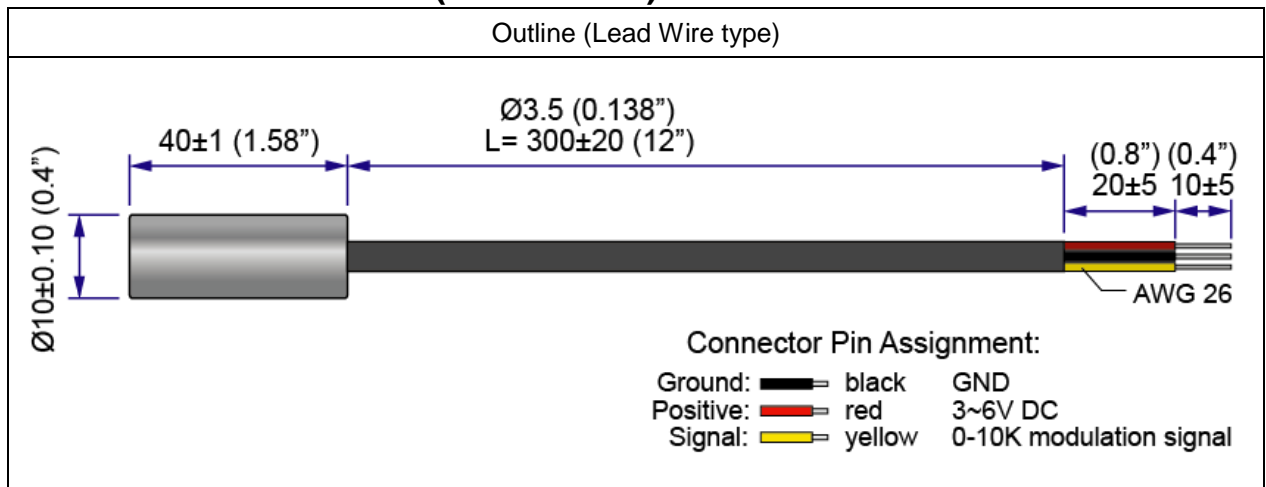 Outline (Lead Wire type)
Ø3.5 (0.138”)
40±1 (1.58”)
L= 300±20 (12”)
(0.8”) (0.4”)
20±5 10±5
Ø10±0.10 (0.4”)
AWG 26
Connector Pin Assignment:
Ground: black GND
Positive: red 3~6V DC
Signal: yellow 0-10K modulation signal